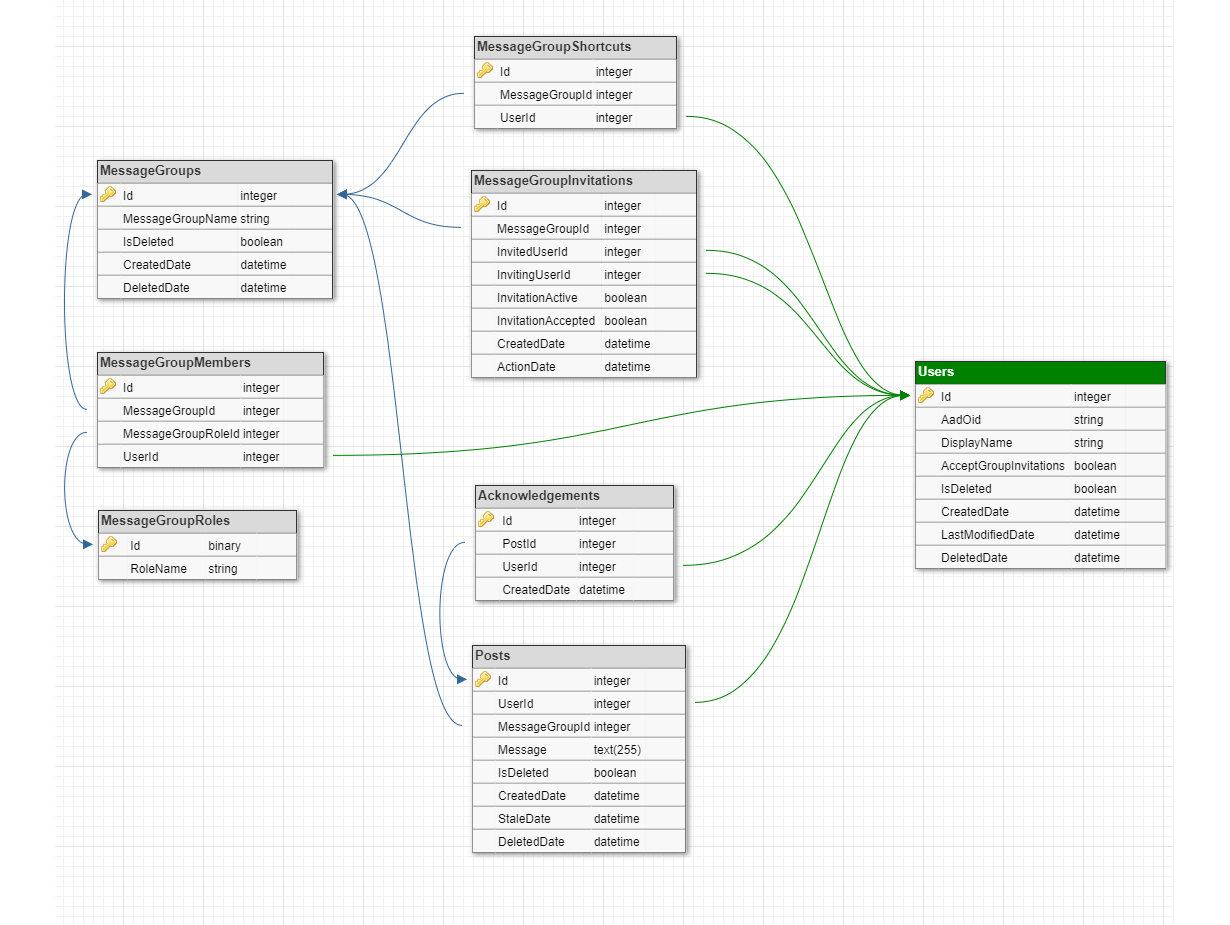 MessageGroupShortcuts
Id integer
MessageGroupId integer
UserId integer
MessageGroups
Id integer
MessageGroupName string
IsDeleted boolean
CreatedDate datetime
DeletedDate datetime
MessageGroupInvitations
Id integer
MessageGroupId integer
InvitedUserId integer
InvitingUserId integer
InvitationActive boolean
InvitationAccepted boolean
CreatedDate datetime
ActionDate datetime
MessageGroupMembers
Id integer
MessageGroupId integer
MessageGroupRoleId integer
UserId integer
Users
Id integer
AadOid string
DisplayName string
AcceptGroupInvitations boolean
IsDeleted boolean
CreatedDate datetime
LastModifiedDate datetime
DeletedDate datetime
MessageGroupRoles
Id binary
RoleName string
Acknowledgements
Id integer
PostId integer
UserId integer
CreatedDate datetime
Posts
Id integer
UserId integer
MessageGroupId integer
Message text(255)
IsDeleted boolean
CreatedDate datetime
StaleDate datetime
DeletedDate datetime